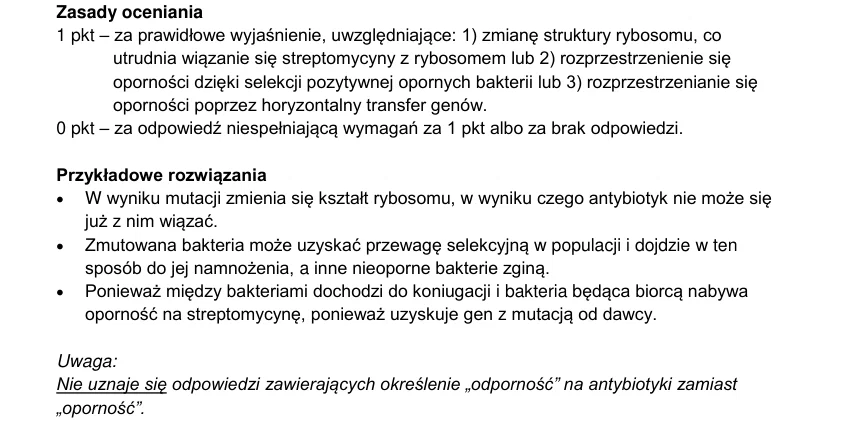 Zasady oceniania
1 pkt – za prawidłowe wyjaśnienie, uwzględniające: 1) zmianę struktury rybosomu, co
utrudnia wiązanie się streptomycyny z rybosomem lub 2) rozprzestrzenienie się
oporności dzięki selekcji pozytywnej opornych bakterii lub 3) rozprzestrzenianie się
oporności poprzez horyzontalny transfer genów.
0 pkt – za odpowiedź niespełniającą wymagań za 1 pkt albo za brak odpowiedzi.
Przykładowe rozwiązania
• W wyniku mutacji zmienia się kształt rybosomu, w wyniku czego antybiotyk nie może się
już z nim wiązać.
• Zmutowana bakteria może uzyskać przewagę selekcyjną w populacji i dojdzie w ten
sposób do jej namnożenia, a inne nieoporne bakterie zginą.
• Ponieważ między bakteriami dochodzi do koniugacji i bakteria będąca biorcą nabywa
oporność na streptomycynę, ponieważ uzyskuje gen z mutacją od dawcy.
Uwaga:
Nie uznaje się odpowiedzi zawierających określenie „odporność” na antybiotyki zamiast
„oporność”.